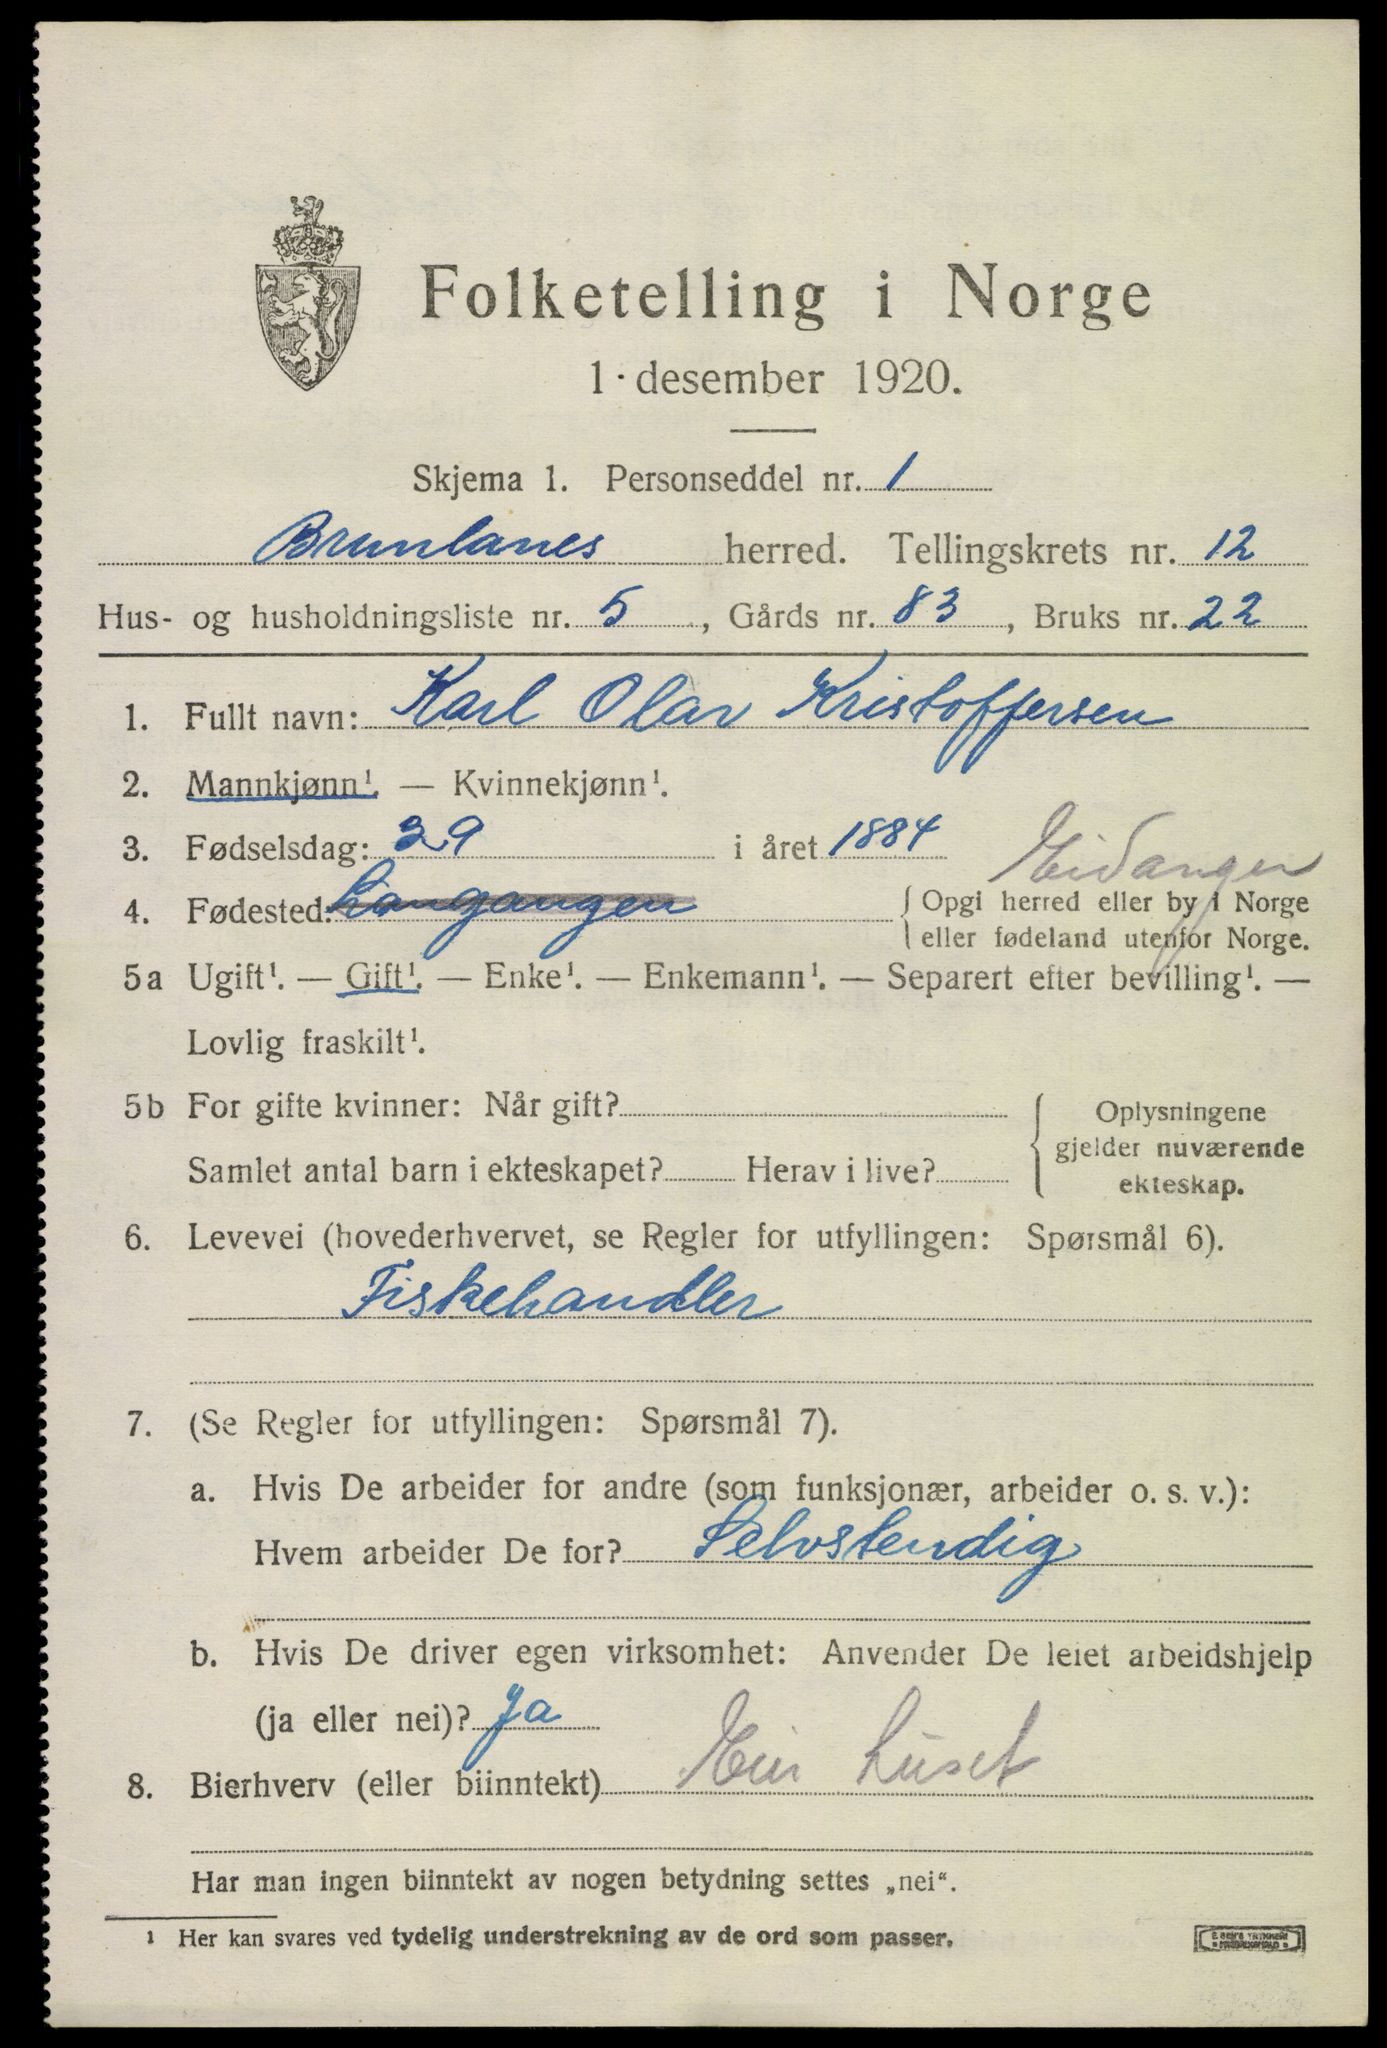 Folketelling i Norge
1. desember 1920.
Skjema 1. Personseddel nr. 1
Brunlanes herred. Tellingskrets nr. 12
Hus- og husholdningsliste nr. 5, Gårds nr. 83, Bruks nr. 22
1. Fullt navn: Karl Olav Kristoffersen
2. Mannkjønn¹. — Kvinnekjønn¹.
3. Fødselsdag: 29 i året 1884
Eidanger
4. Fødested: Langangen { Opgi herred eller by i Norge
eller fødeland utenfor Norge.
5a Ugift¹. — Gift¹. — Enke¹. — Enkemann¹. — Separert efter bevilling¹. —
Lovlig fraskilt¹.
5b For gifte kvinner: Når gift?
Samlet antal barn i ekteskapet? Herav i live?
{ Oplysningene
gjelder nuværende
ekteskap.
6. Levevei (hovederhvervet, se Regler for utfyllingen: Spørsmål 6).
Fiskehandler
7. (Se Regler for utfyllingen: Spørsmål 7).
a. Hvis De arbeider for andre (som funksjonær, arbeider o. s. v.):
Hvem arbeider De for? Selvstendig
b. Hvis De driver egen virksomhet: Anvender De leiet arbeidshjelp
(ja eller nei)? Ja
8. Bierhverv (eller biinntekt)
Har man ingen biinntekt av nogen betydning settes „nei“.
¹ Her kan svares ved tydelig understrekning av de ord som passer.